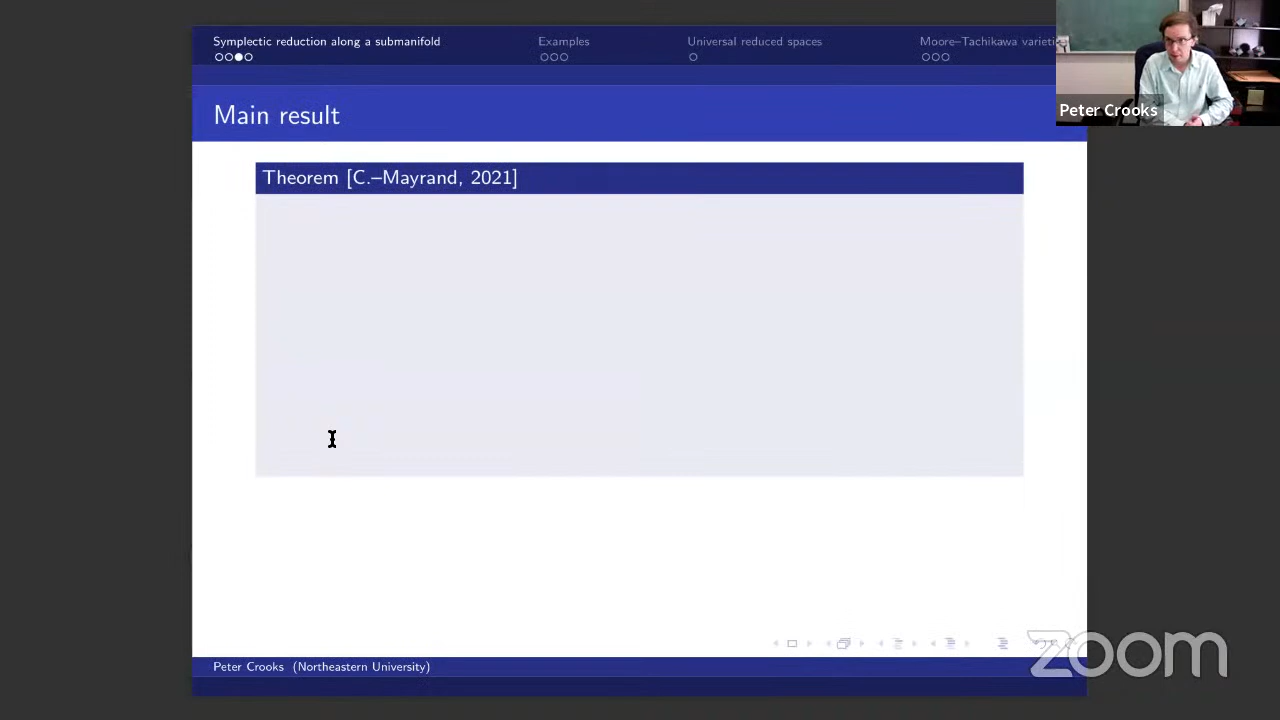 Symplectic reduction along a submanifold Examples Universal reduced spaces Moore–Tachikawa varietie
Peter Crooks
Main result
Theorem [C.–Mayrand, 2021]
Peter Crooks (Northeastern University)
zoom